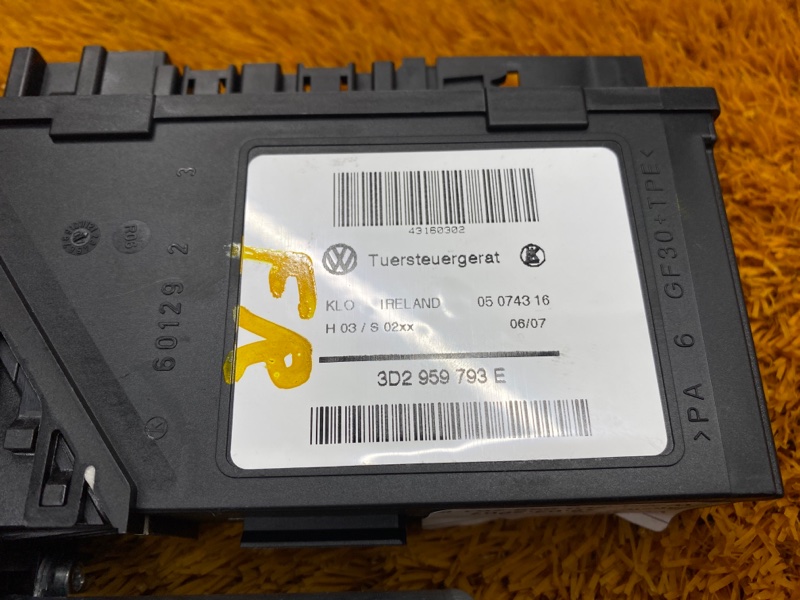 43160302
Tuersteuergerat
KLO IRELAND 05 0743 16
H 03 / S 02xx 06/07
3D2 959 793 E
FR
60129 2 3
>PA 6 GF30+TPE<